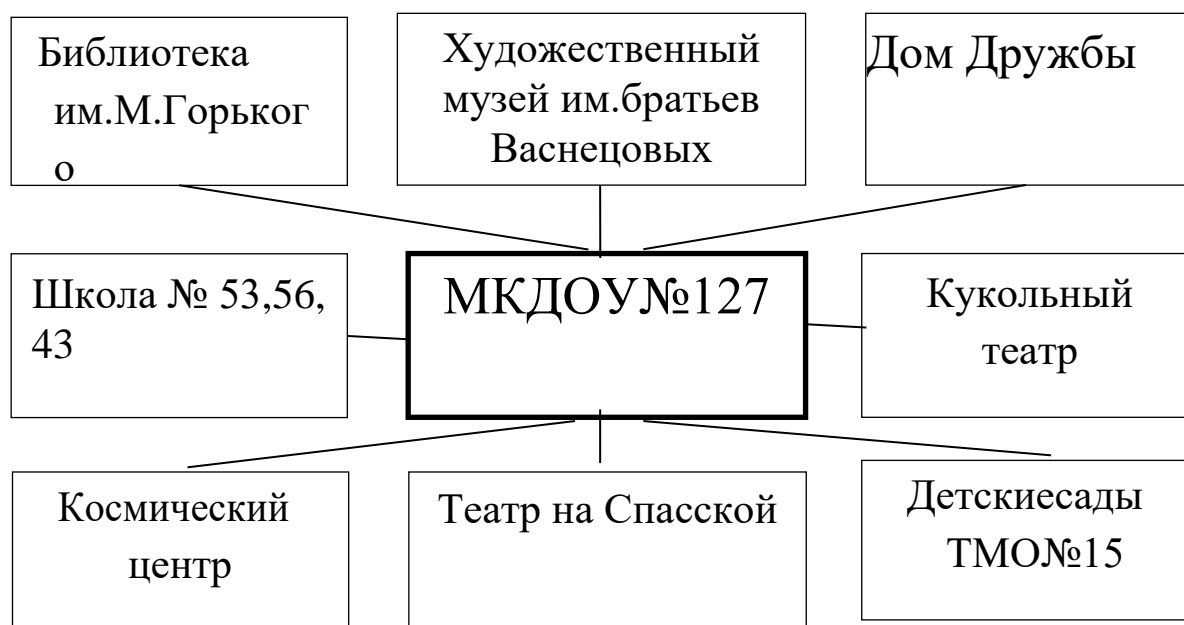 Библиотека
им.М.Горьког
о
Художественный
музей им.братьев
Васнецовых
Дом Дружбы
Школа № 53,56,
43
МКДОУ№127
Кукольный
театр
Космический
центр
Театр на Спасской
Детскиесады
ТМО№15